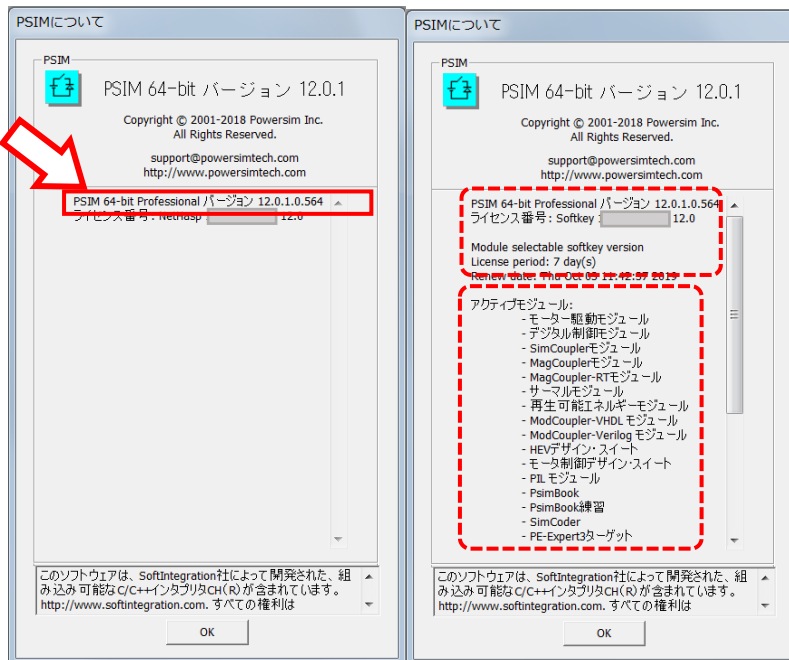 PSIMについて
PSIM
PSIM 64-bit バージョン 12.0.1
Copyright © 2001-2018 Powersim Inc.
All Rights Reserved.
support@powersimtech.com
http://www.powersimtech.com
PSIM 64-bit Professional バージョン 12.0.1.0.564
ライセンス番号: NetHasp 12.0
このソフトウェアは、SoftIntegration社によって開発された、組
み込み可能なC/C++インタプリタCH(R)が含まれています。
http://www.softintegration.com. すべての権利は
OK
PSIMについて
PSIM
PSIM 64-bit バージョン 12.0.1
Copyright © 2001-2018 Powersim Inc.
All Rights Reserved.
support@powersimtech.com
http://www.powersimtech.com
PSIM 64-bit Professional バージョン 12.0.1.0.564
ライセンス番号: Softkey : 12.0
Module selectable softkey version
License period: 7 day(s)
Renew date: Thu Oct 03 11:42:37 2019
アクティブモジュール:
- モーター駆動モジュール
- デジタル制御モジュール
- SimCouplerモジュール
- MagCouplerモジュール
- MagCoupler-RTモジュール
- サーマルモジュール
- 再生可能エネルギーモジュール
- ModCoupler-VHDL モジュール
- ModCoupler-Verilog モジュール
- HEVデザイン・スイート
- モータ制御デザイン・スイート
- PIL モジュール
- PsimBook
- PsimBook練習
- SimCoder
- PE-Expert3ターゲット
このソフトウェアは、SoftIntegration社によって開発された、組
み込み可能なC/C++インタプリタCH(R)が含まれています。
http://www.softintegration.com. すべての権利は
OK